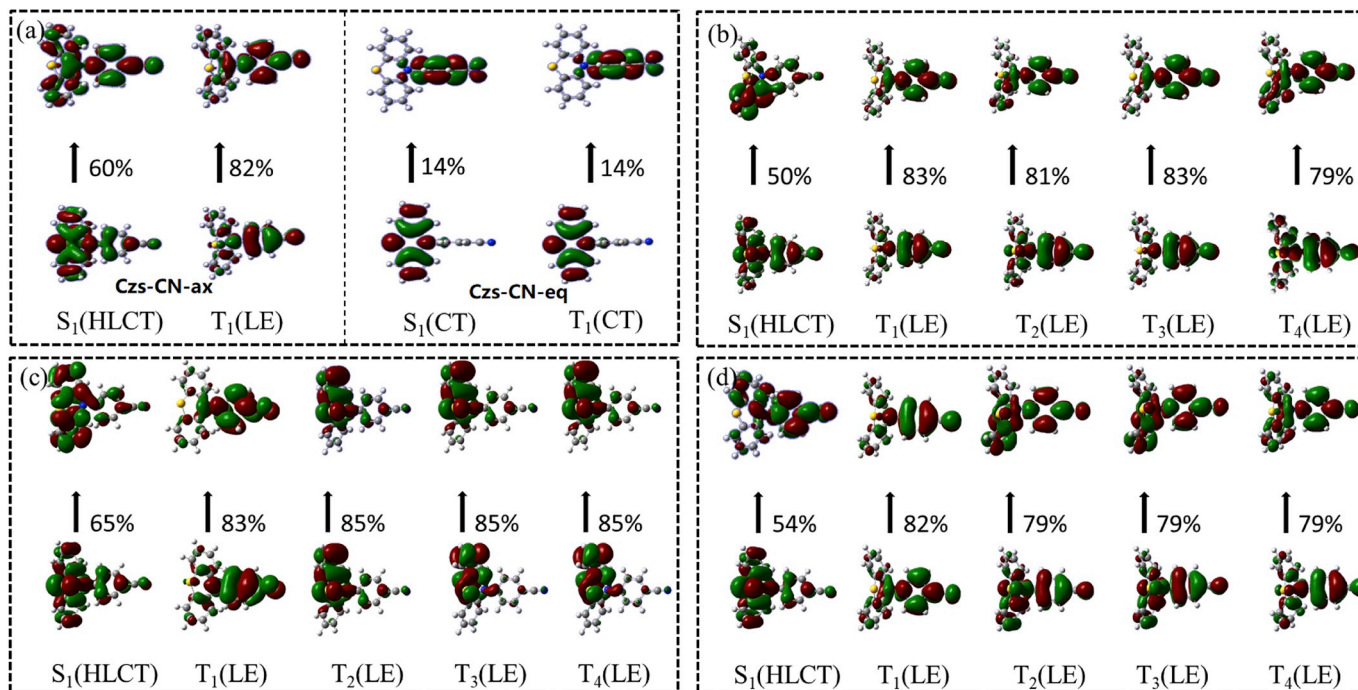 (a)
60% 82% 14% 14%
Czs-CN-ax Czs-CN-eq
S1(HLCT) T1(LE) S1(CT) T1(CT)
(b)
50% 83% 81% 83% 79%
S1(HLCT) T1(LE) T2(LE) T3(LE) T4(LE)
(c)
65% 83% 85% 85% 85%
S1(HLCT) T1(LE) T2(LE) T3(LE) T4(LE)
(d)
54% 82% 79% 79% 79%
S1(HLCT) T1(LE) T2(LE) T3(LE) T4(LE)